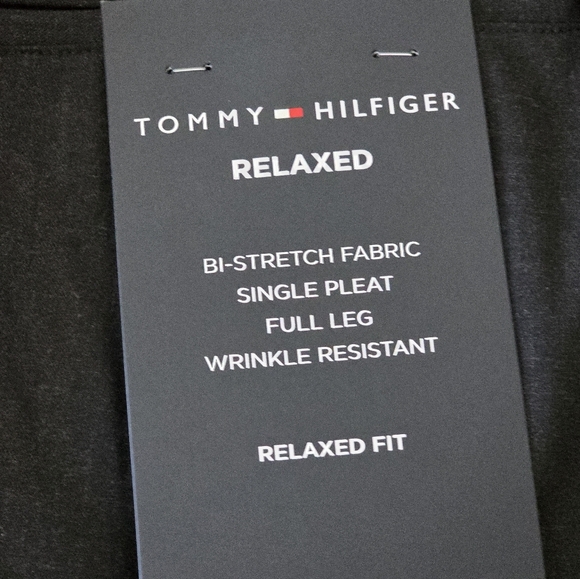 TOMMY HILFIGER
RELAXED
BI-STRETCH FABRIC
SINGLE PLEAT
FULL LEG
WRINKLE RESISTANT
RELAXED FIT